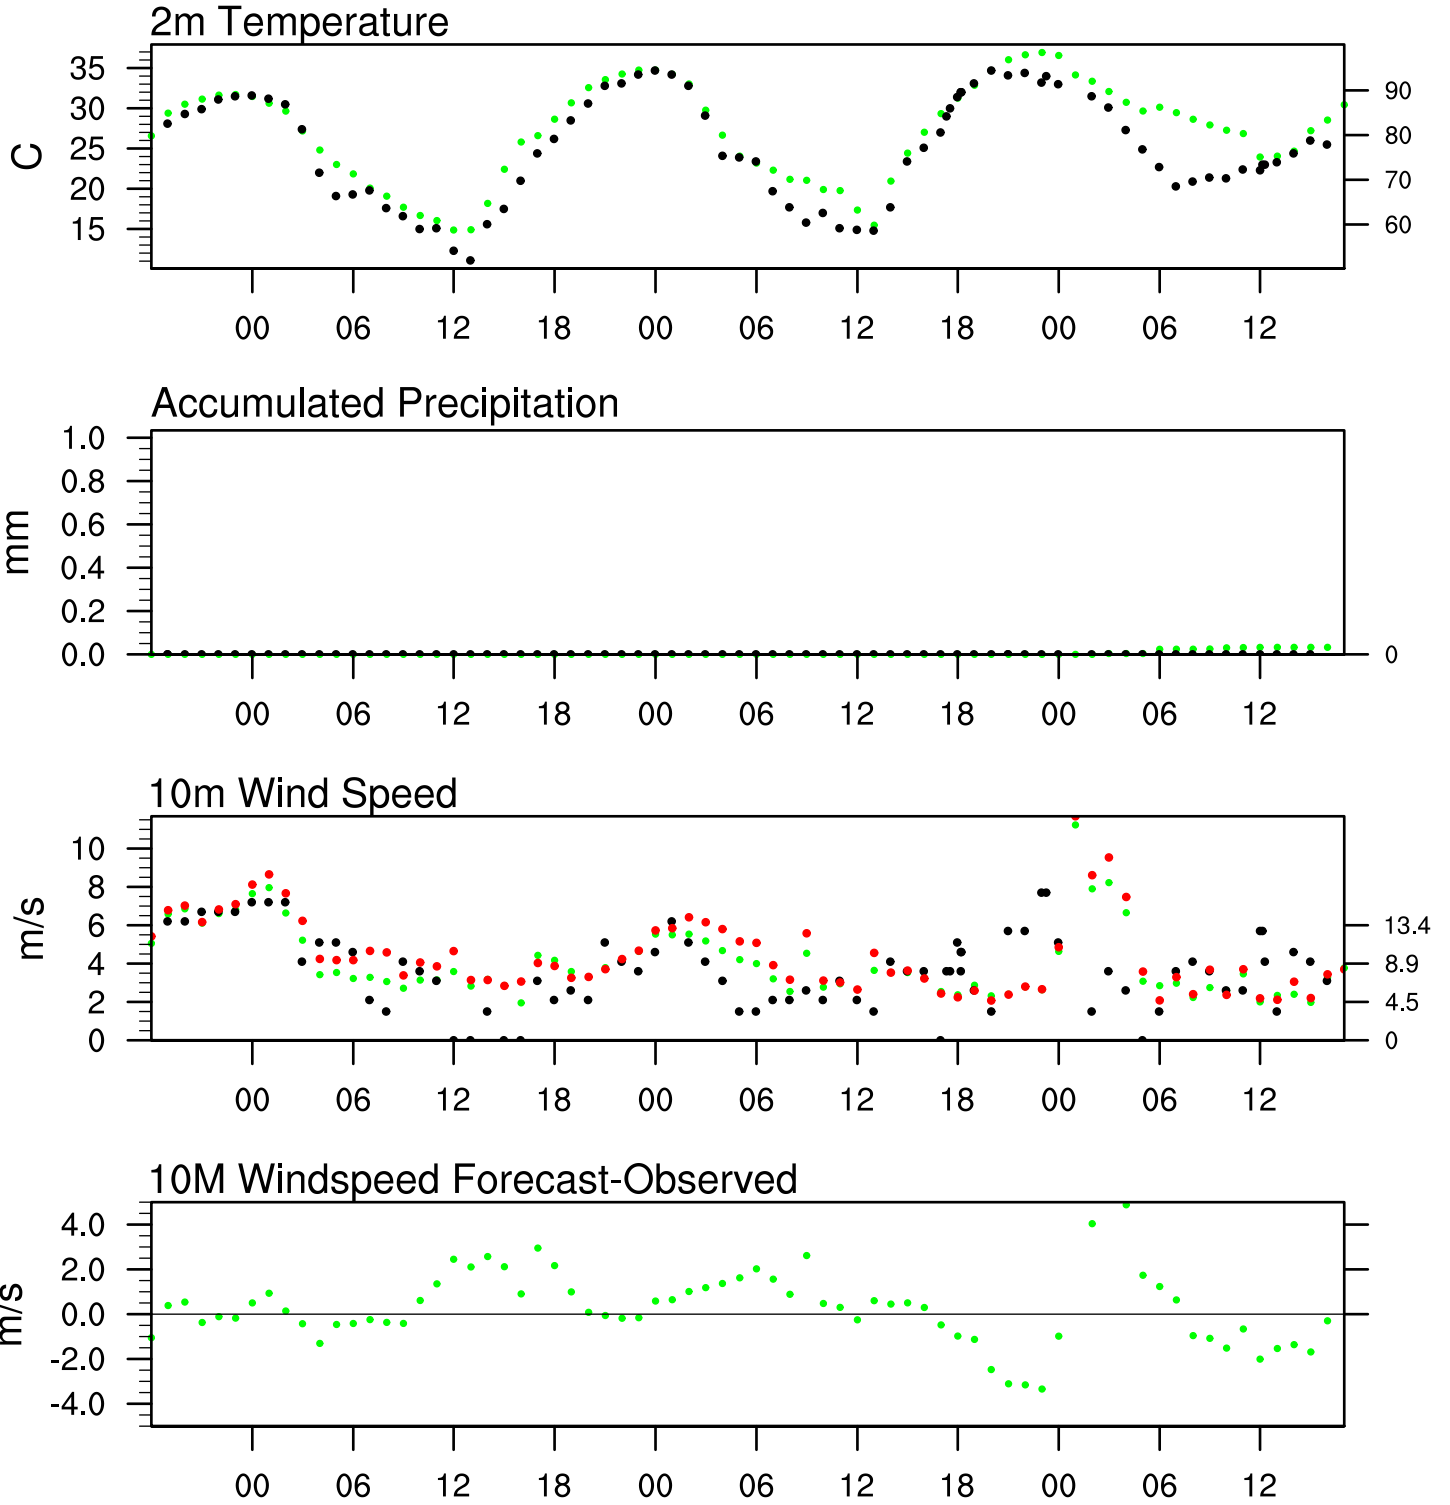 2m Temperature
C
35
30
25
20
15
90
80
70
60
00 06 12 18 00 06 12 18 00 06 12
Accumulated Precipitation
mm
1.0
0.8
0.6
0.4
0.2
0.0
0
00 06 12 18 00 06 12 18 00 06 12
10m Wind Speed
m/s
10
8
6
4
2
0
13.4
8.9
4.5
0
00 06 12 18 00 06 12 18 00 06 12
10M Windspeed Forecast-Observed
m/s
4.0
2.0
0.0
-2.0
-4.0
00 06 12 18 00 06 12 18 00 06 12